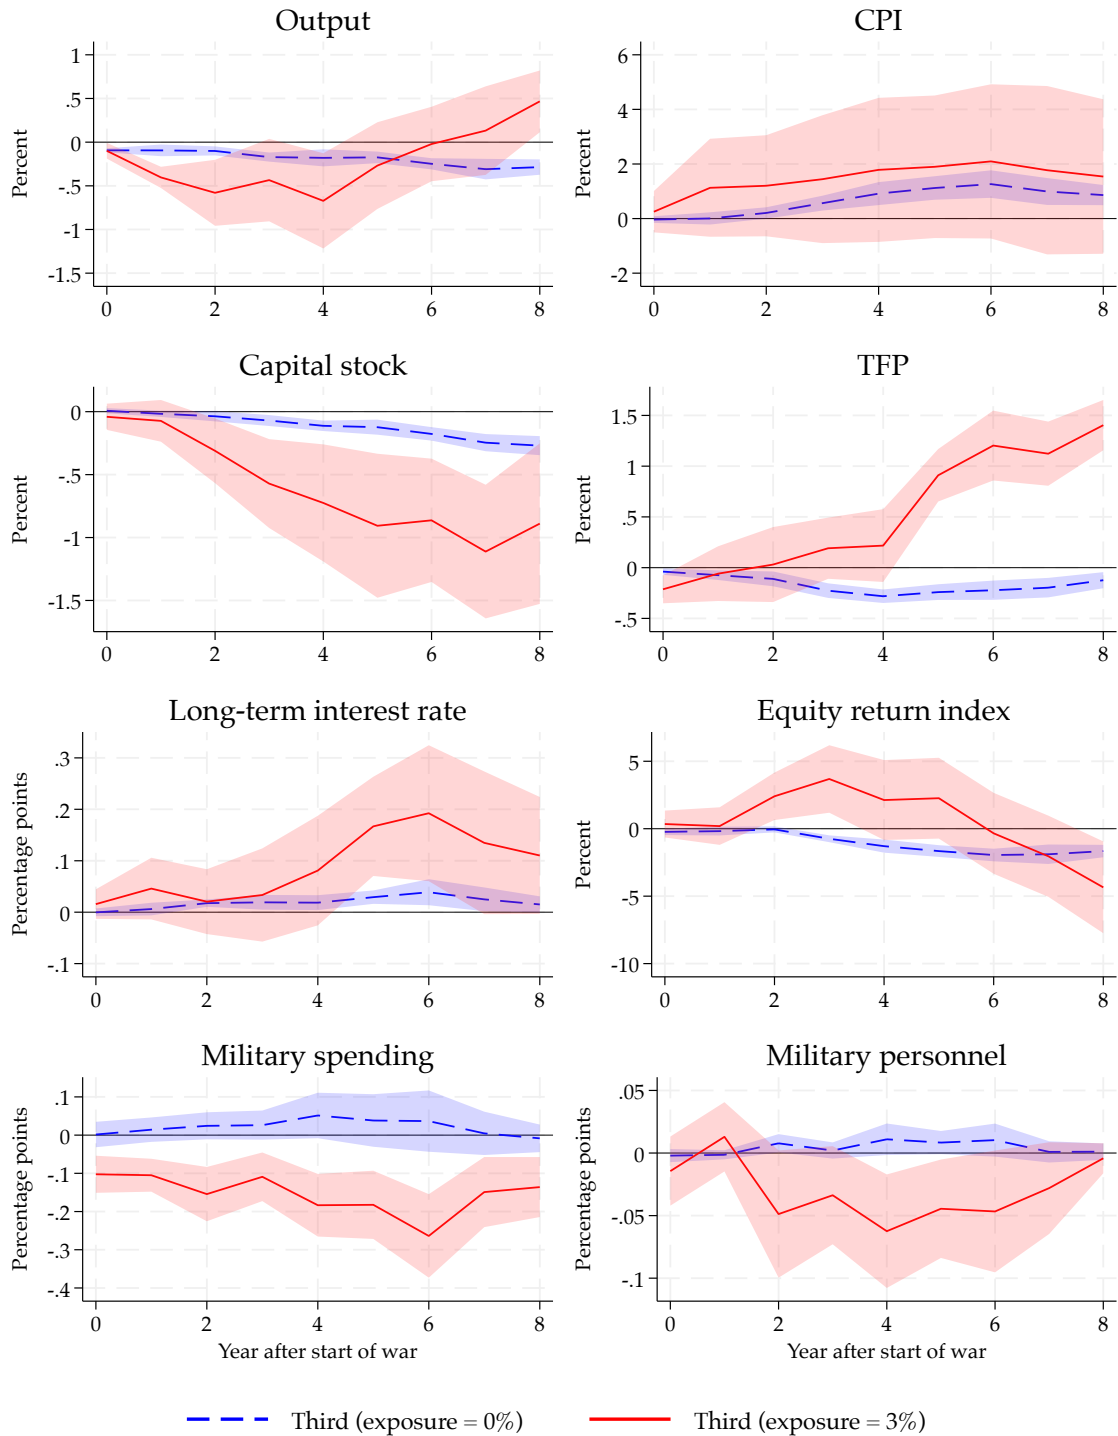 Output
Percent
1
.5
0
-.5
-1
-1.5
0 2 4 6 8
CPI
Percent
6
4
2
0
-2
0 2 4 6 8
Capital stock
Percent
0
-.5
-1
-1.5
0 2 4 6 8
TFP
Percent
1.5
1
.5
0
-.5
0 2 4 6 8
Long-term interest rate
Percentage points
.3
.2
.1
0
-.1
0 2 4 6 8
Equity return index
Percent
5
0
-5
-10
0 2 4 6 8
Military spending
Percentage points
.1
0
-.1
-.2
-.3
-.4
0 2 4 6 8
Year after start of war
Military personnel
Percentage points
.05
0
-.05
-.1
0 2 4 6 8
Year after start of war
Third (exposure = 0%)
Third (exposure = 3%)